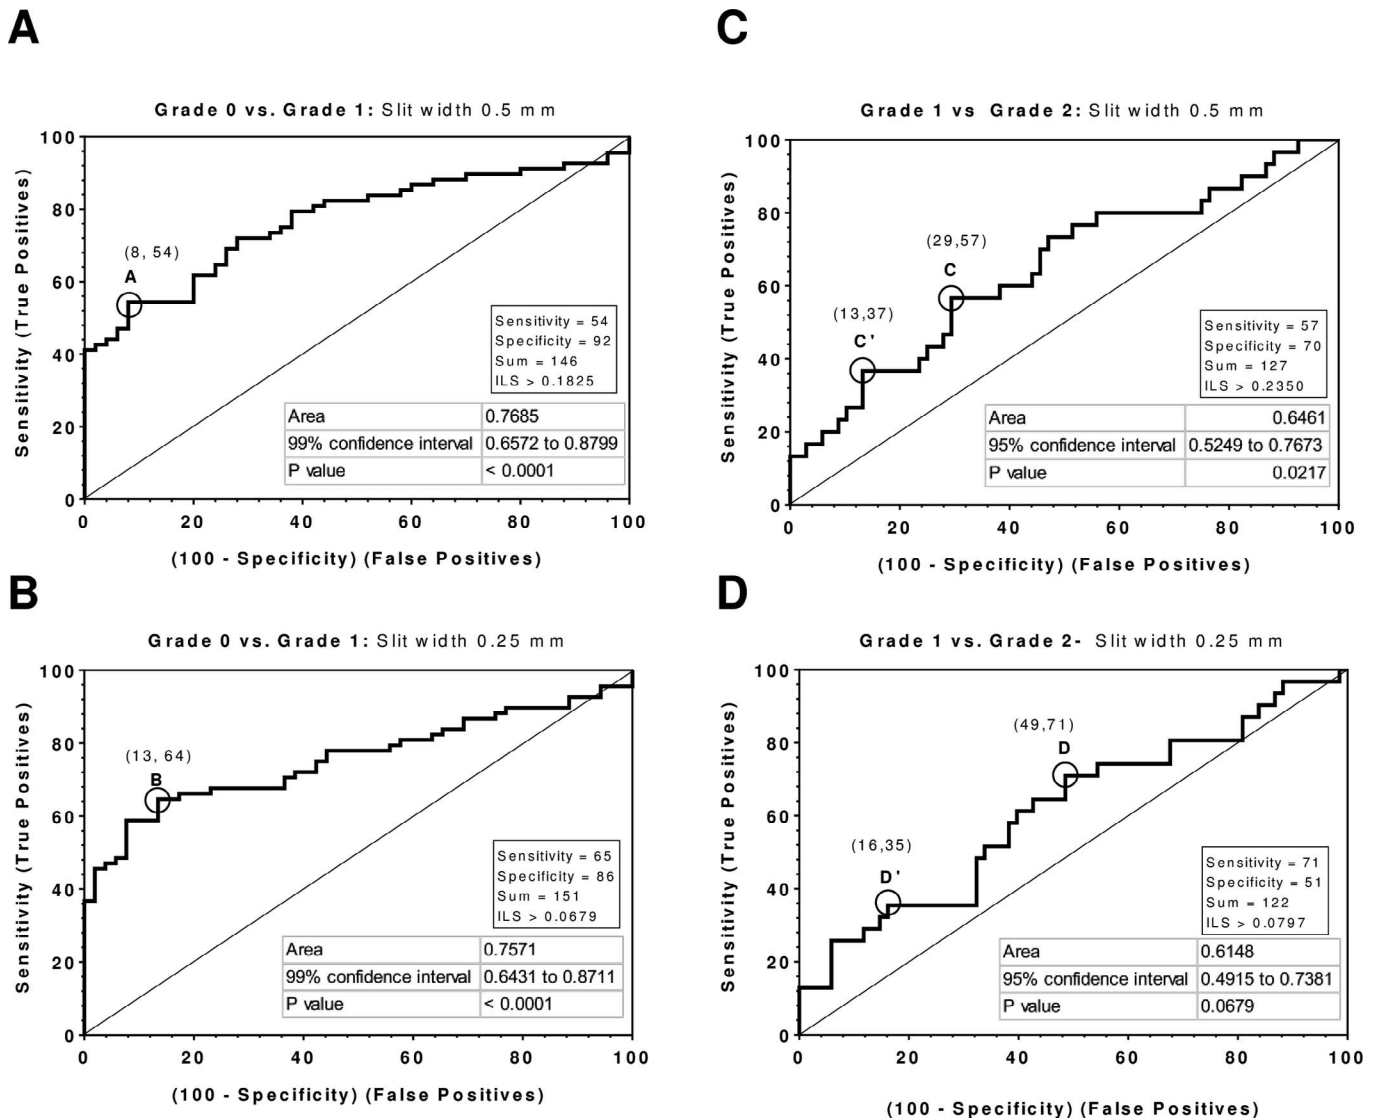 A
Grade 0 vs. Grade 1: Slit width 0.5 mm
Sensitivity (True Positives)
100
80
60
40
20
0
(8, 54)
A
Sensitivity = 54
Specificity = 92
Sum = 146
ILS > 0.1825
Area 0.7685
99% confidence interval 0.6572 to 0.8799
P value < 0.0001
0 20 40 60 80 100
(100 - Specificity) (False Positives)
C
Grade 1 vs Grade 2: Slit width 0.5 mm
Sensitivity (True Positives)
100
80
60
40
20
0
(29,57)
C
(13,37)
C'
Sensitivity = 57
Specificity = 70
Sum = 127
ILS > 0.2350
Area 0.6461
95% confidence interval 0.5249 to 0.7673
P value 0.0217
0 20 40 60 80 100
(100 - Specificity) (False Positives)
B
Grade 0 vs. Grade 1: Slit width 0.25 mm
Sensitivity (True Positives)
100
80
60
40
20
0
(13, 64)
B
Sensitivity = 65
Specificity = 86
Sum = 151
ILS > 0.0679
Area 0.7571
99% confidence interval 0.6431 to 0.8711
P value < 0.0001
0 20 40 60 80 100
(100 - Specificity) (False Positives)
D
Grade 1 vs. Grade 2- Slit width 0.25 mm
Sensitivity (True Positives)
100
80
60
40
20
0
(49,71)
D
(16,35)
D'
Sensitivity = 71
Specificity = 51
Sum = 122
ILS > 0.0797
Area 0.6148
95% confidence interval 0.4915 to 0.7381
P value 0.0679
0 20 40 60 80 100
(100 - Specificity) (False Positives)